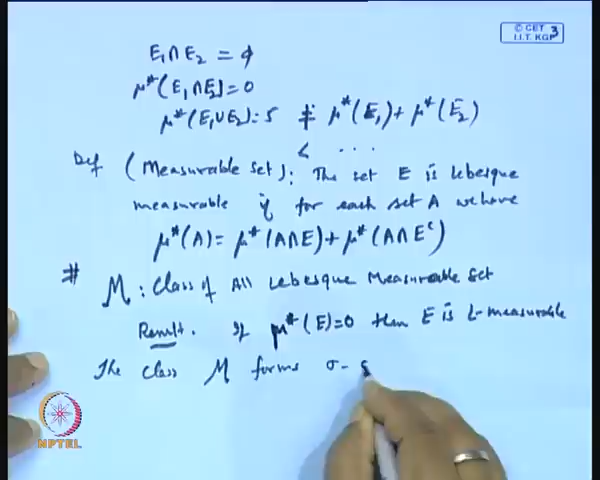 © CET
I.I.T. KGP
3
E₁∩E₂ = ϕ
μ*(E₁∩E₂)=0
μ*(E₁∪E₂)=5 ≠ μ*(E₁)+ μ*(E₂)
< ...
Def (Measurable Set): The set E is Lebesgue
measurable if for each set A we have
μ*(A)= μ*(A∩E)+ μ*(A∩Eᶜ)
# M: Class of All Lebesgue Measurable Set
Result. If μ*(E)=0 then E is L-measurable
The class M forms σ-
NPTEL